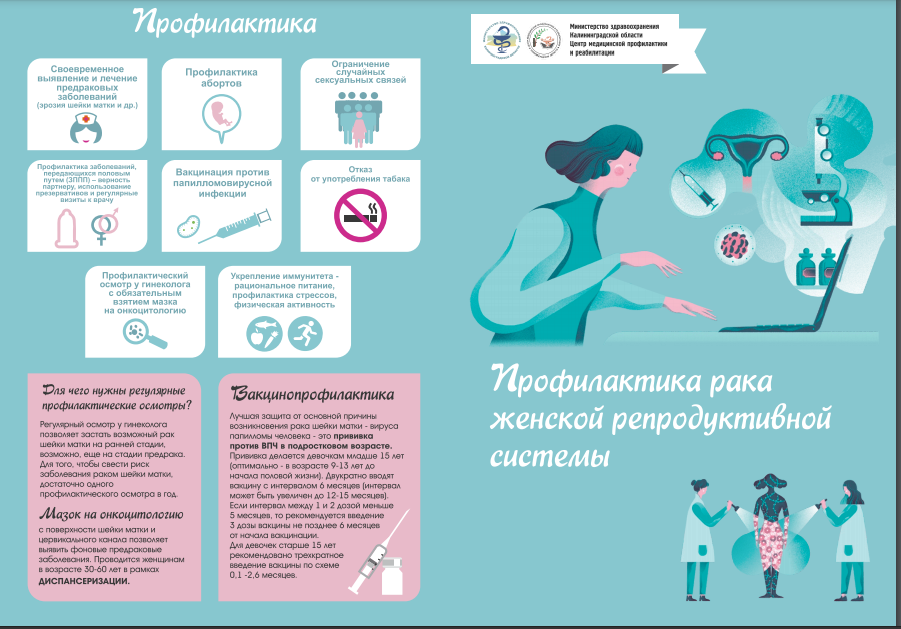 Профилактика
Своевременное
выявление и лечение
предраковых
заболеваний
(эрозия шейки матки и др.)
Профилактика
абортов
Ограничение
случайных
сексуальных связей
Профилактика заболеваний,
передающихся половым
путем (ЗППП) – верность
партнеру, использование
презервативов и регулярные
визиты к врачу
Вакцинация против
папилломовирусной
инфекции
Отказ
от употребления табака
Профилактический
осмотр у гинеколога
с обязательным
взятием мазка
на онкоцитологию
Укрепление иммунитета -
рациональное питание,
профилактика стрессов,
физическая активность
Для чего нужны регулярные
профилактические осмотры?
Регулярный осмотр у гинеколога
позволяет застать возможный рак
шейки матки на ранней стадии,
возможно, еще на стадии предрака.
Для того, чтобы свести риск
заболевания раком шейки матки,
достаточно одного
профилактического осмотра в год.
Мазок на онкоцитологию
с поверхности шейки матки и
цервикального канала позволяет
выявить фоновые предраковые
заболевания. Проводится женщинам
в возрасте 30-60 лет в рамках
ДИСПАНСЕРИЗАЦИИ.
Вакцинопрофилактика
Лучшая защита от основной причины
возникновения рака шейки матки - вируса
папилломы человека - это прививка
против ВПЧ в подростковом возрасте.
Прививка делается девочкам младше 15 лет
(оптимально - в возрасте 9-13 лет до
начала половой жизни). Двукратно вводят
вакцину с интервалом 6 месяцев (интервал
может быть увеличен до 12-15 месяцев).
Если интервал между 1 и 2 дозой меньше
5 месяцев, то рекомендуется введение
3 дозы вакцины не позднее 6 месяцев
от начала вакцинации.
Для девочек старше 15 лет
рекомендовано трехкратное
введение вакцины по схеме
0,1 -2,6 месяцев.
Министерство здравоохранения
Калининградской области
Центр медицинской профилактики
и реабилитации
Профилактика рака
женской репродуктивной
системы